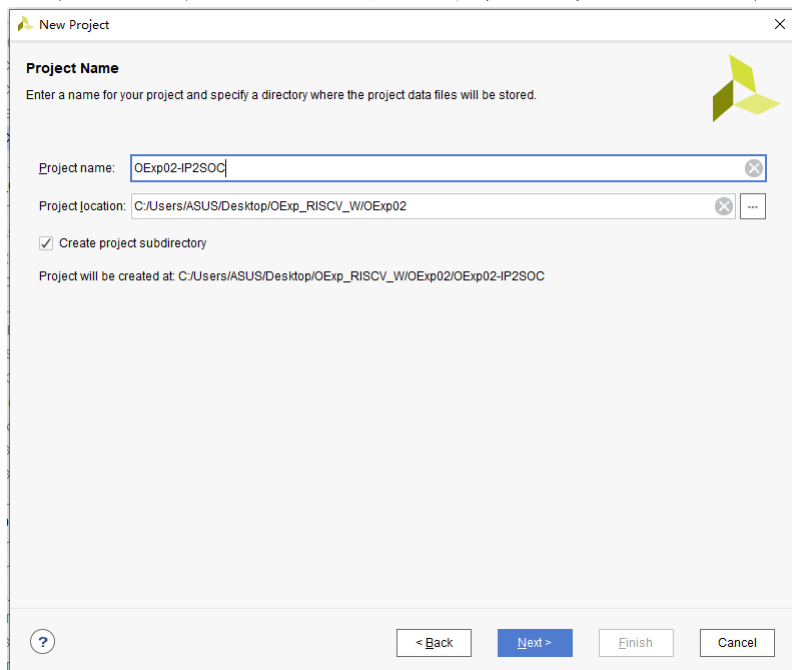 New Project
Project Name
Enter a name for your project and specify a directory where the project data files will be stored.
Project name: OExp02-IP2SOC
Project location: C:/Users/ASUS/Desktop/OExp_RISCV_W/OExp02 ...
Create project subdirectory
Project will be created at: C:/Users/ASUS/Desktop/OExp_RISCV_W/OExp02/OExp02-IP2SOC
? < Back Next > Finish Cancel